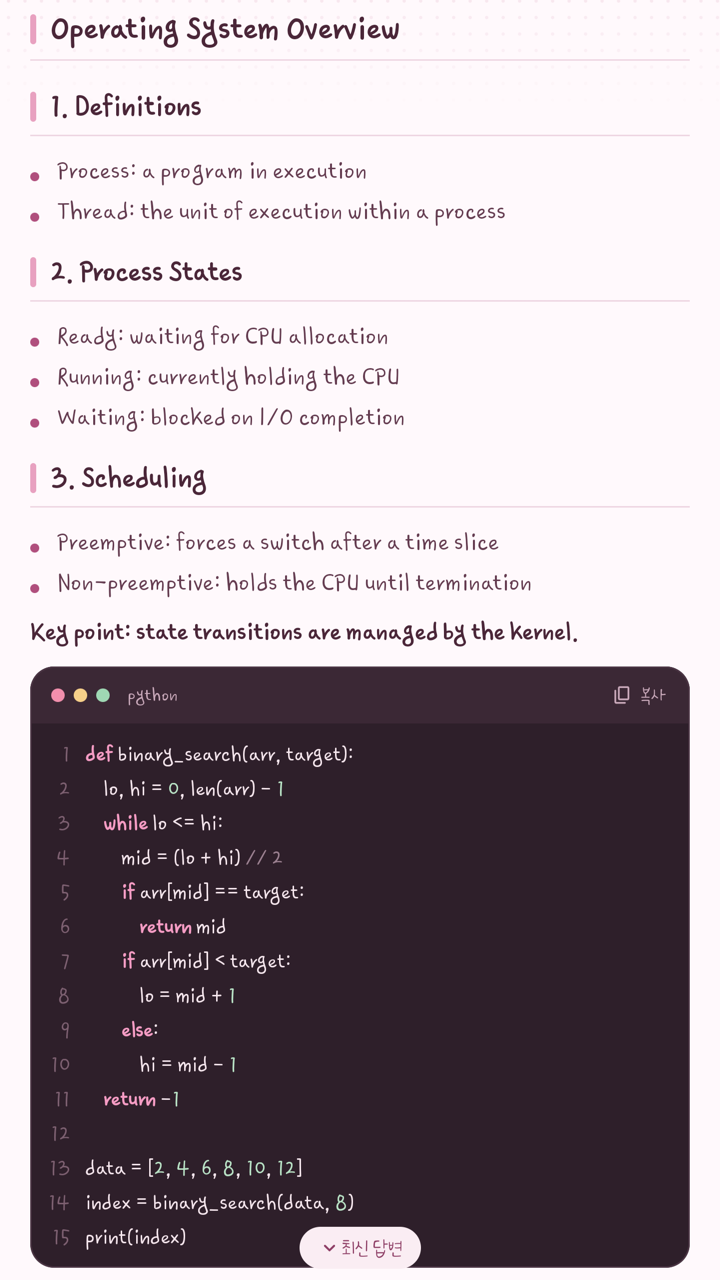 Operating System Overview
1. Definitions
Process: a program in execution
Thread: the unit of execution within a process
2. Process States
Ready: waiting for CPU allocation
Running: currently holding the CPU
Waiting: blocked on I/O completion
3. Scheduling
Preemptive: forces a switch after a time slice
Non-preemptive: holds the CPU until termination
Key point: state transitions are managed by the kernel.
python 복사
1 def binary_search(arr, target):
2     lo, hi = 0, len(arr) - 1
3     while lo <= hi:
4         mid = (lo + hi) // 2
5         if arr[mid] == target:
6             return mid
7         if arr[mid] < target:
8             lo = mid + 1
9         else:
10             hi = mid - 1
11     return -1
12
13 data = [2, 4, 6, 8, 10, 12]
14 index = binary_search(data, 8)
15 print(index)
최신 답변